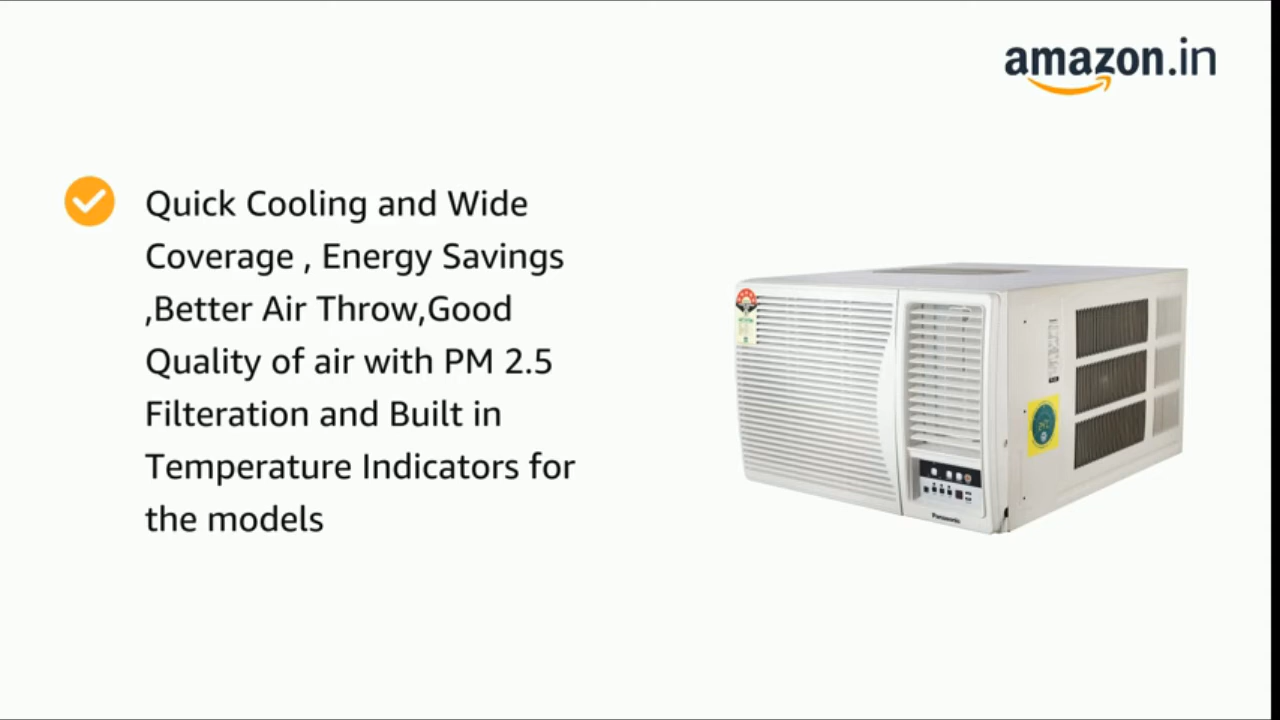 amazon.in
Quick Cooling and Wide
Coverage , Energy Savings
,Better Air Throw,Good
Quality of air with PM 2.5
Filteration and Built in
Temperature Indicators for
the models
Panasonic